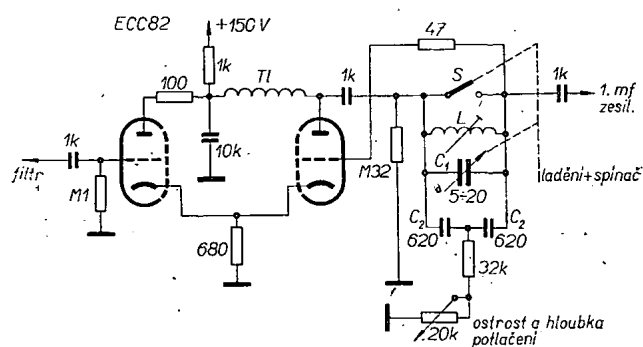 ECC82
+150V
47
1k
100
Tl
1k
S
1k
1. mf
zesil.
1k
10k
L
filtr
M1
M32
C1
5÷20
ladění+spínač
C2
C2
680
620
620
32k
20k
ostrost a hloubka
potlačení